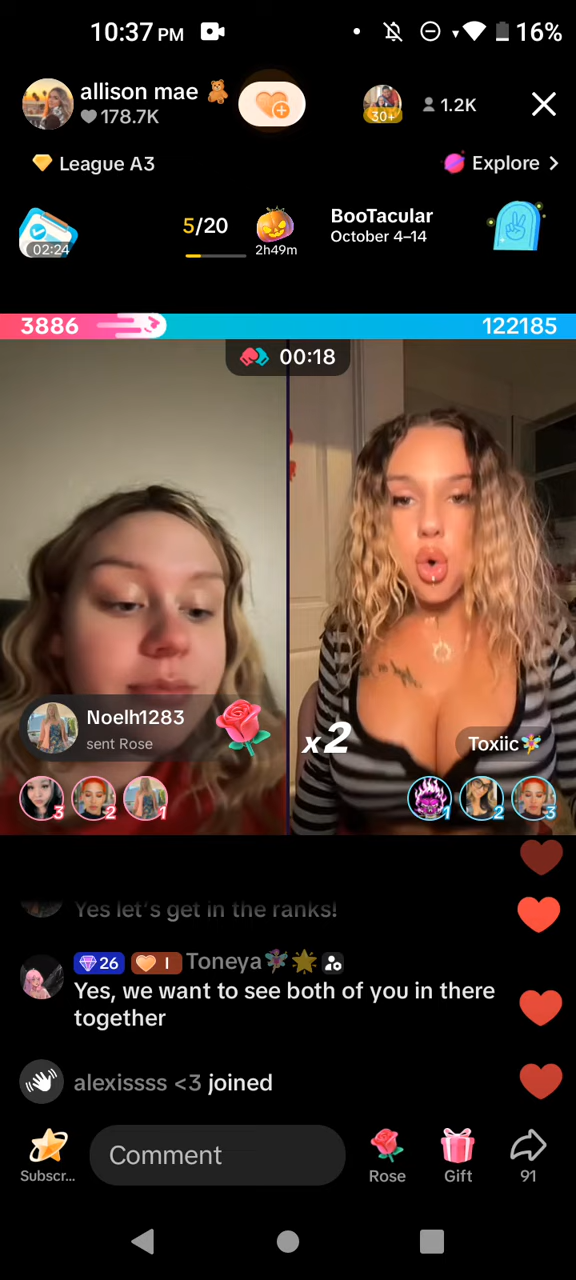 10:37 PM
16%
allison mae 🧸
178.7K
30+
1.2K
League A3
Explore >
02:24
5/20
2h49m
BooTacular
October 4–14
3886
122185
00:18
Noelh1283
sent Rose
x2
Toxiic🧚
3
2
1
1
2
3
Yes let's get in the ranks!
26
I
Toneya🧚🌟
Yes, we want to see both of you in there
together
alexissss <3 joined
Subscr...
Comment
Rose
Gift
91